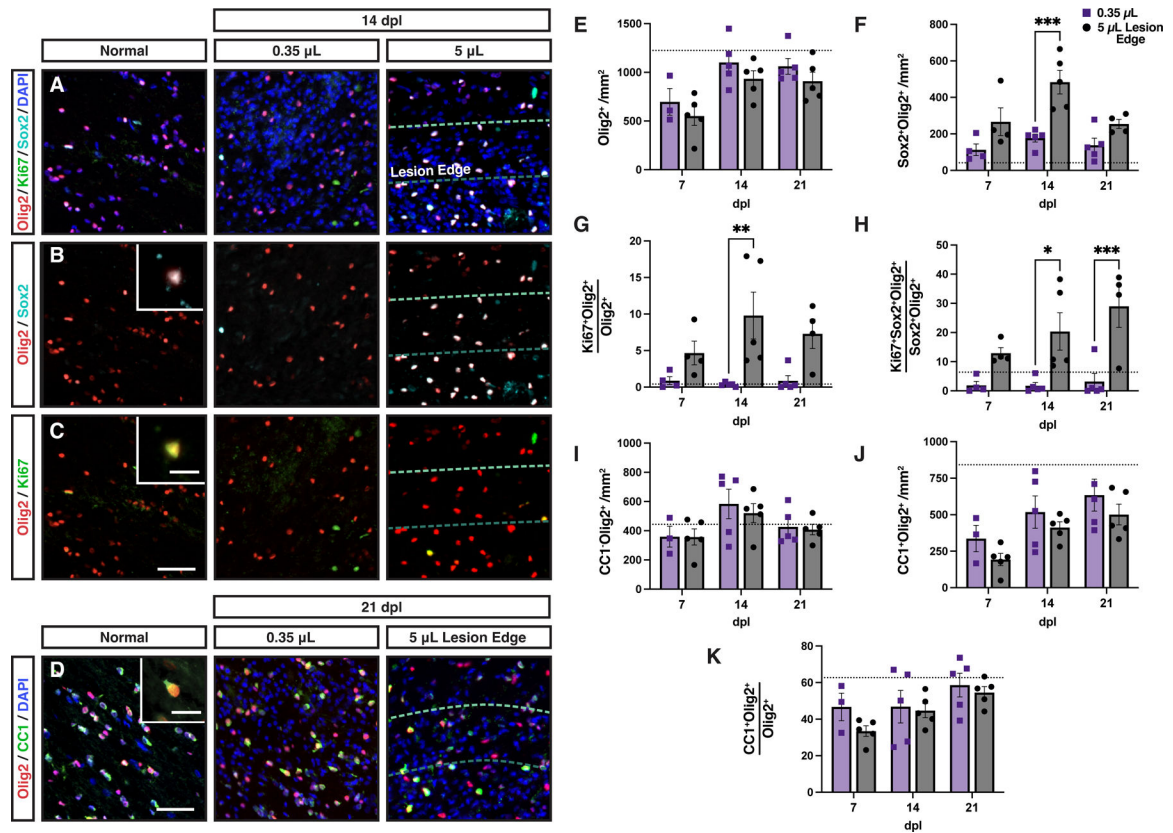 14 dpl
Normal
0.35 µL
5 µL
A
Olig2 / Ki67 / Sox2 / DAPI
Lesion Edge
B
Olig2 / Sox2
C
Olig2 / Ki67
21 dpl
Normal
0.35 µL
5 µL Lesion Edge
D
Olig2 / CC1 / DAPI
E
Olig2⁺ /mm²
1500
1000
500
0
7 14 21
dpl
F
Sox2⁺Olig2⁺ /mm²
800
600
400
200
0
***
7 14 21
dpl
0.35 µL
5 µL Lesion
Edge
G
Ki67⁺Olig2⁺
Olig2⁺
20
15
10
5
0
**
7 14 21
dpl
H
Ki67⁺Sox2⁺Olig2⁺
Sox2⁺Olig2⁺
50
40
30
20
10
0
* ***
7 14 21
dpl
I
CC1⁻Olig2⁺ /mm²
1000
800
600
400
200
0
7 14 21
dpl
J
CC1⁺Olig2⁺ /mm²
1000
750
500
250
0
7 14 21
dpl
K
CC1⁺Olig2⁺
Olig2⁺
80
60
40
20
0
7 14 21
dpl